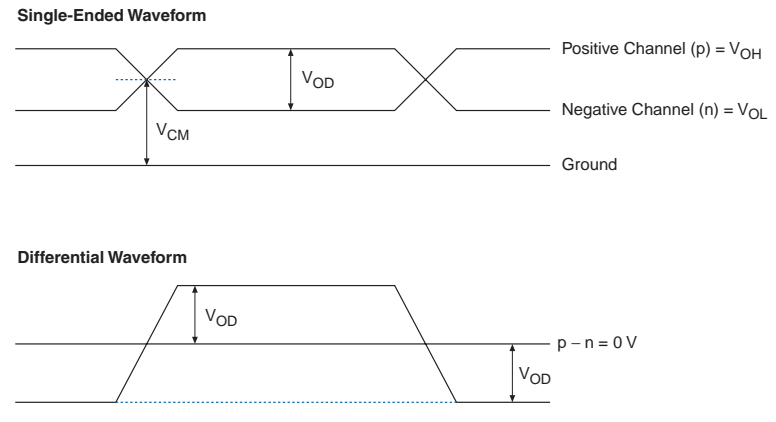 Single-Ended Waveform
Positive Channel (p) = VOH
VOD
Negative Channel (n) = VOL
VCM
Ground
Differential Waveform
VOD
p − n = 0 V
VOD